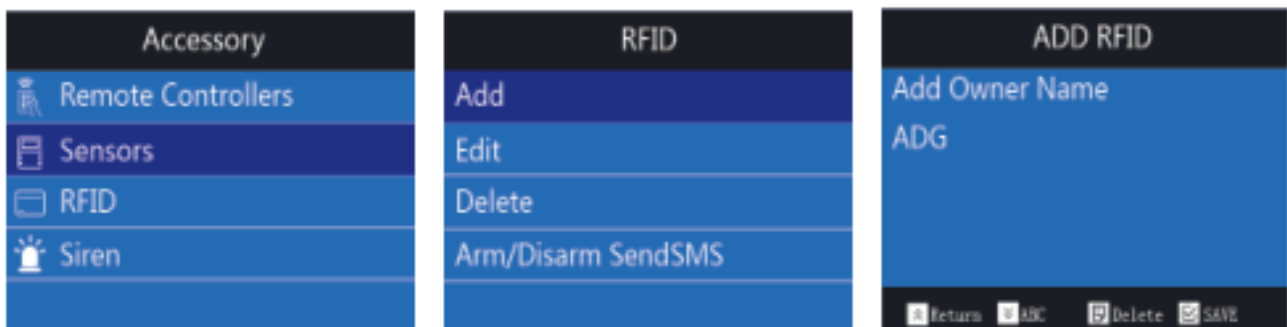 Accessory
Remote Controllers
Sensors
RFID
Siren
RFID
Add
Edit
Delete
Arm/Disarm SendSMS
ADD RFID
Add Owner Name
ADG
Return ABC Delete SAVE